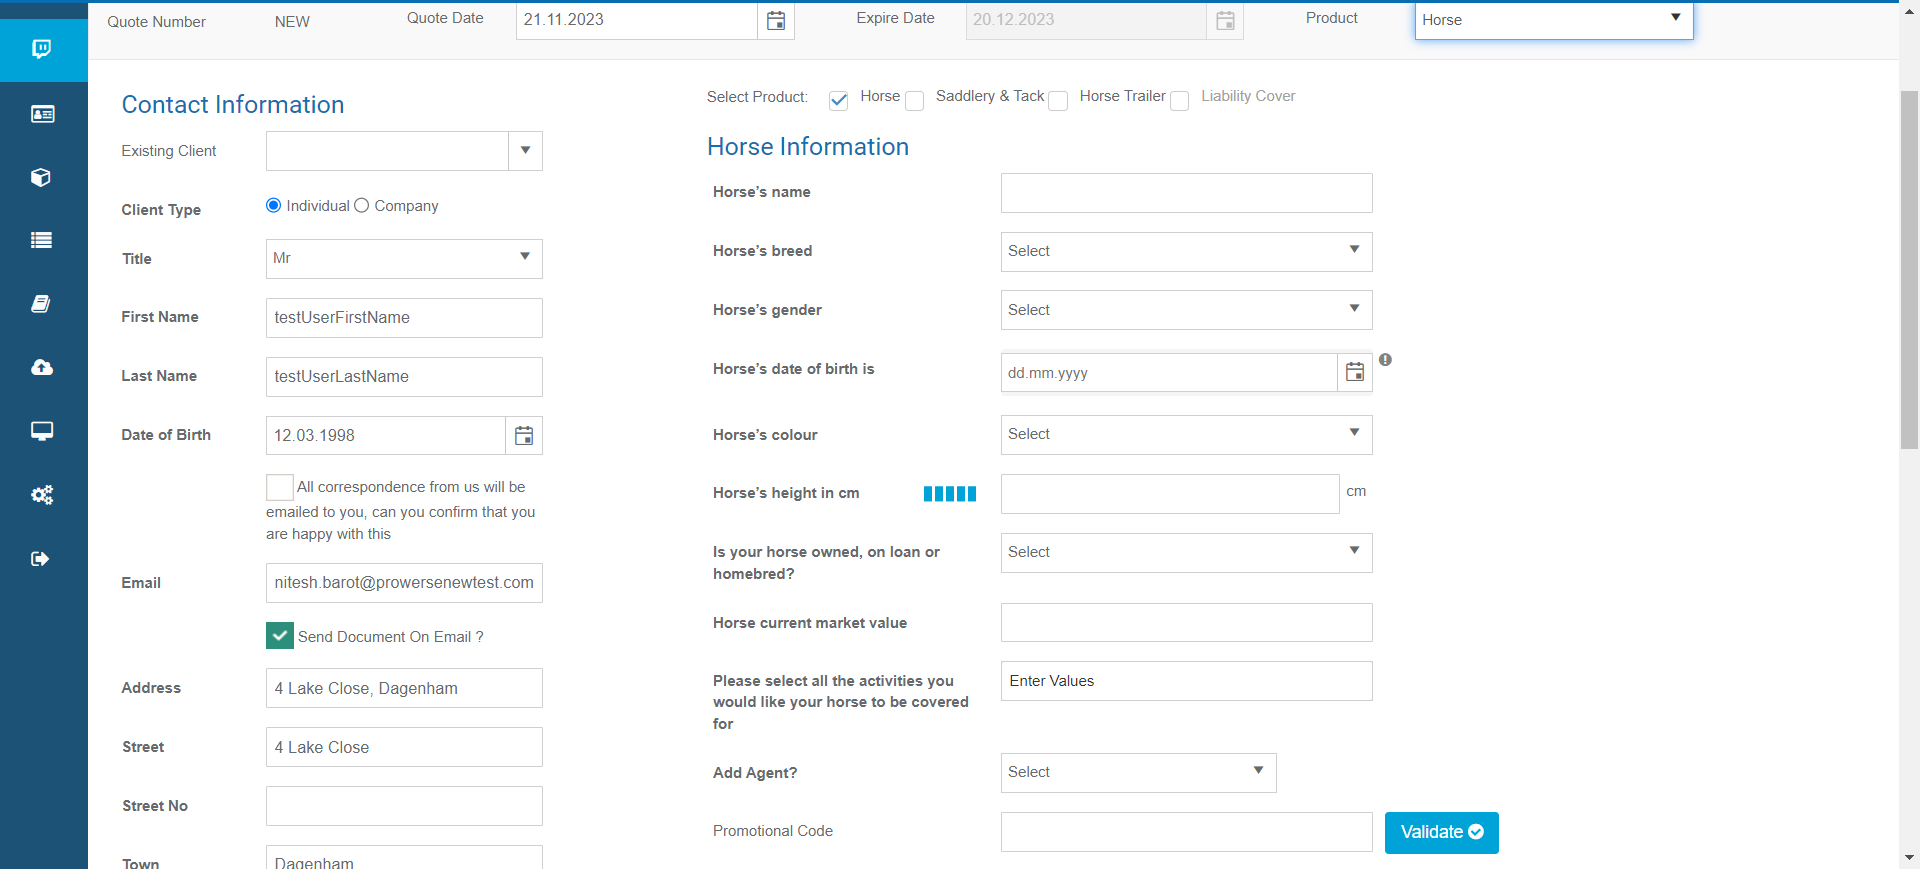 Quote Number
NEW
Quote Date
21.11.2023
Expire Date
20.12.2023
Product
Horse
Contact Information
Existing Client
Client Type
Individual
Company
Title
Mr
First Name
testUserFirstName
Last Name
testUserLastName
Date of Birth
12.03.1998
All correspondence from us will be
emailed to you, can you confirm that you
are happy with this
Email
nitesh.barot@prowersenewtest.com
Send Document On Email ?
Address
4 Lake Close, Dagenham
Street
4 Lake Close
Street No
Town
Dagenham
Select Product:
Horse
Saddlery & Tack
Horse Trailer
Liability Cover
Horse Information
Horse's name
Horse's breed
Select
Horse's gender
Select
Horse's date of birth is
dd.mm.yyyy
Horse's colour
Select
Horse's height in cm
cm
Is your horse owned, on loan or
homebred?
Select
Horse current market value
Please select all the activities you
would like your horse to be covered
for
Enter Values
Add Agent?
Select
Promotional Code
Validate